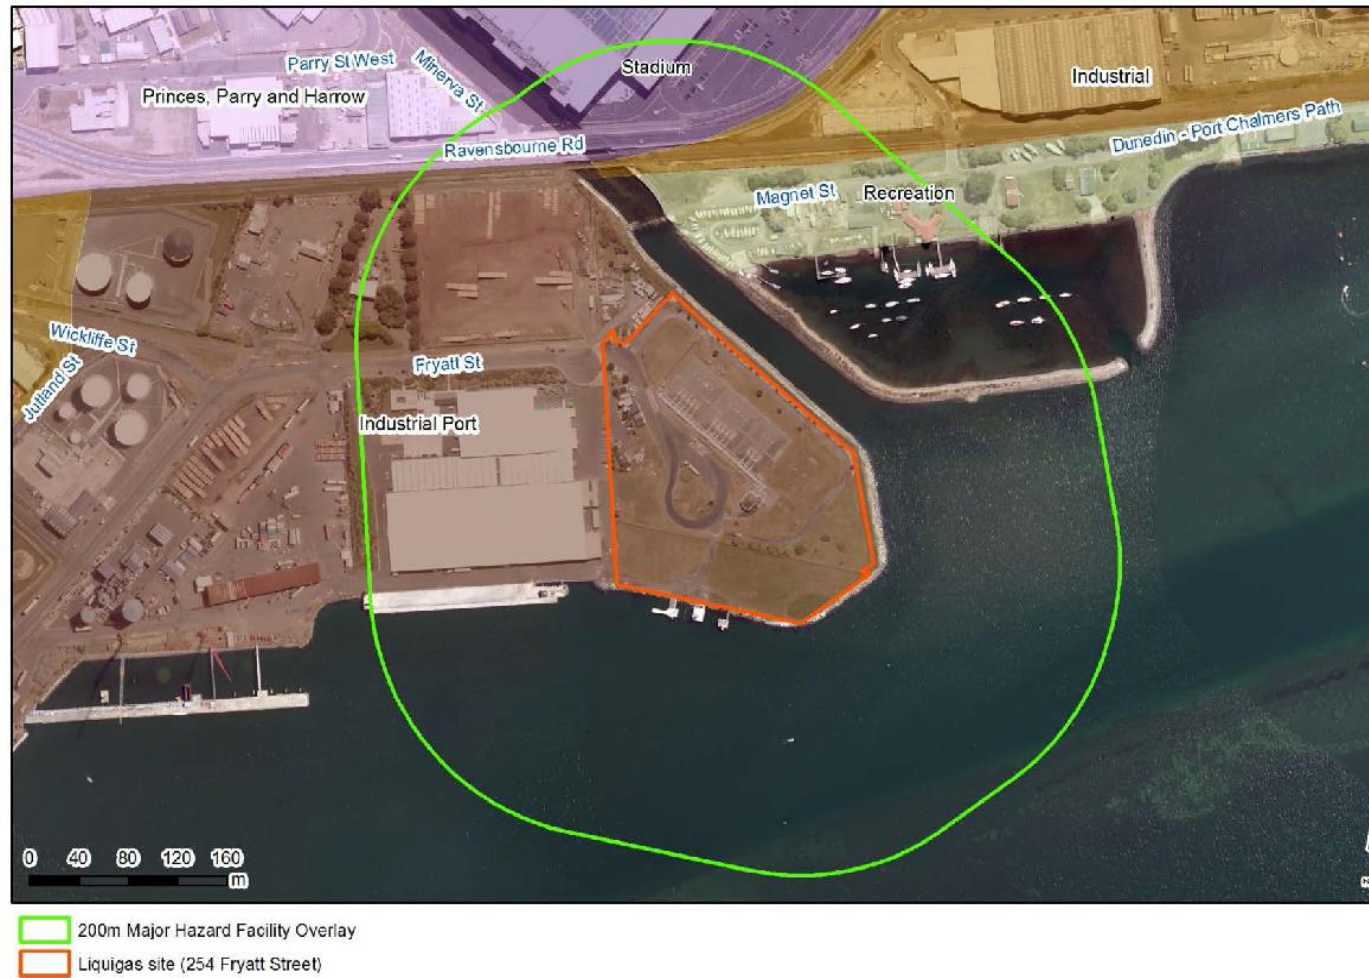 Stadium
Parry St West
Minerva St
Industrial
Princes, Parry and Harrow
Dunedin - Port Chalmers Path
Ravensbourne Rd
Magnet St
Recreation
Wickliffe St
Fryatt St
Jutland St
Industrial Port
0 40 80 120 160
m
200m Major Hazard Facility Overlay
Liquigas site (254 Fryatt Street)